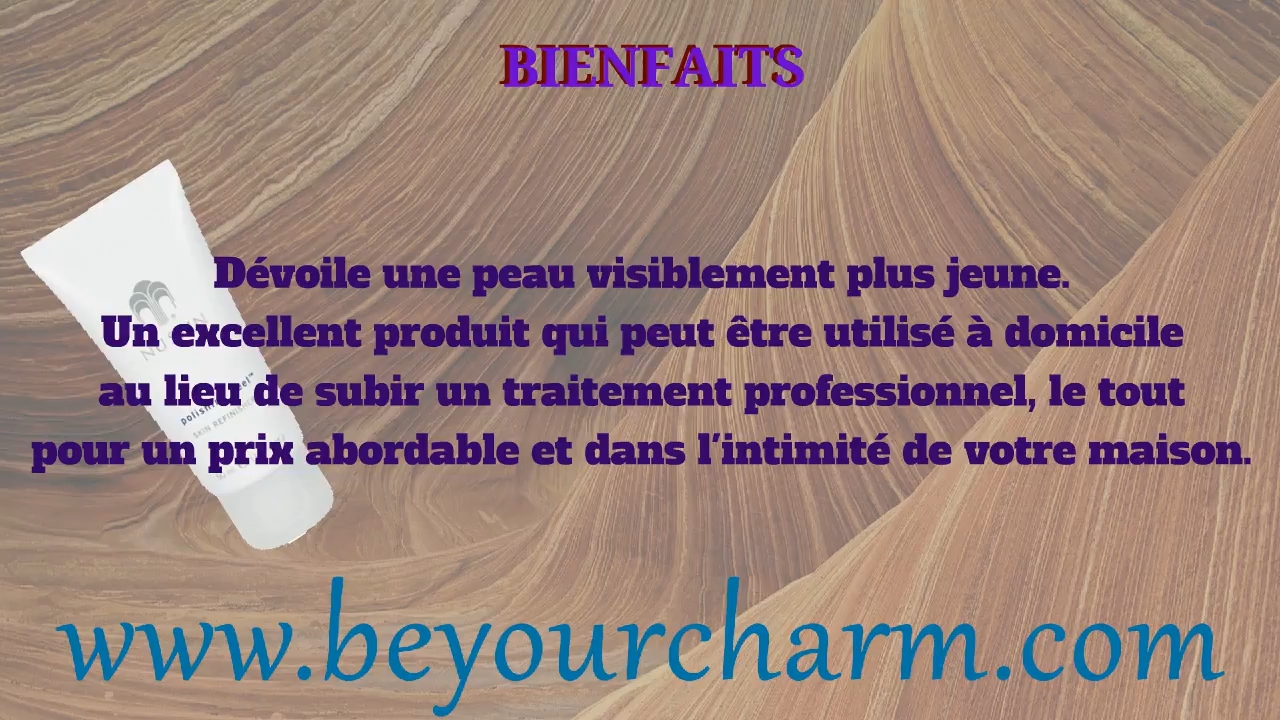 BIENFAITS
Dévoile une peau visiblement plus jeune.
Un excellent produit qui peut être utilisé à domicile
au lieu de subir un traitement professionnel, le tout
pour un prix abordable et dans l'intimité de votre maison.
www.beyourcharm.com